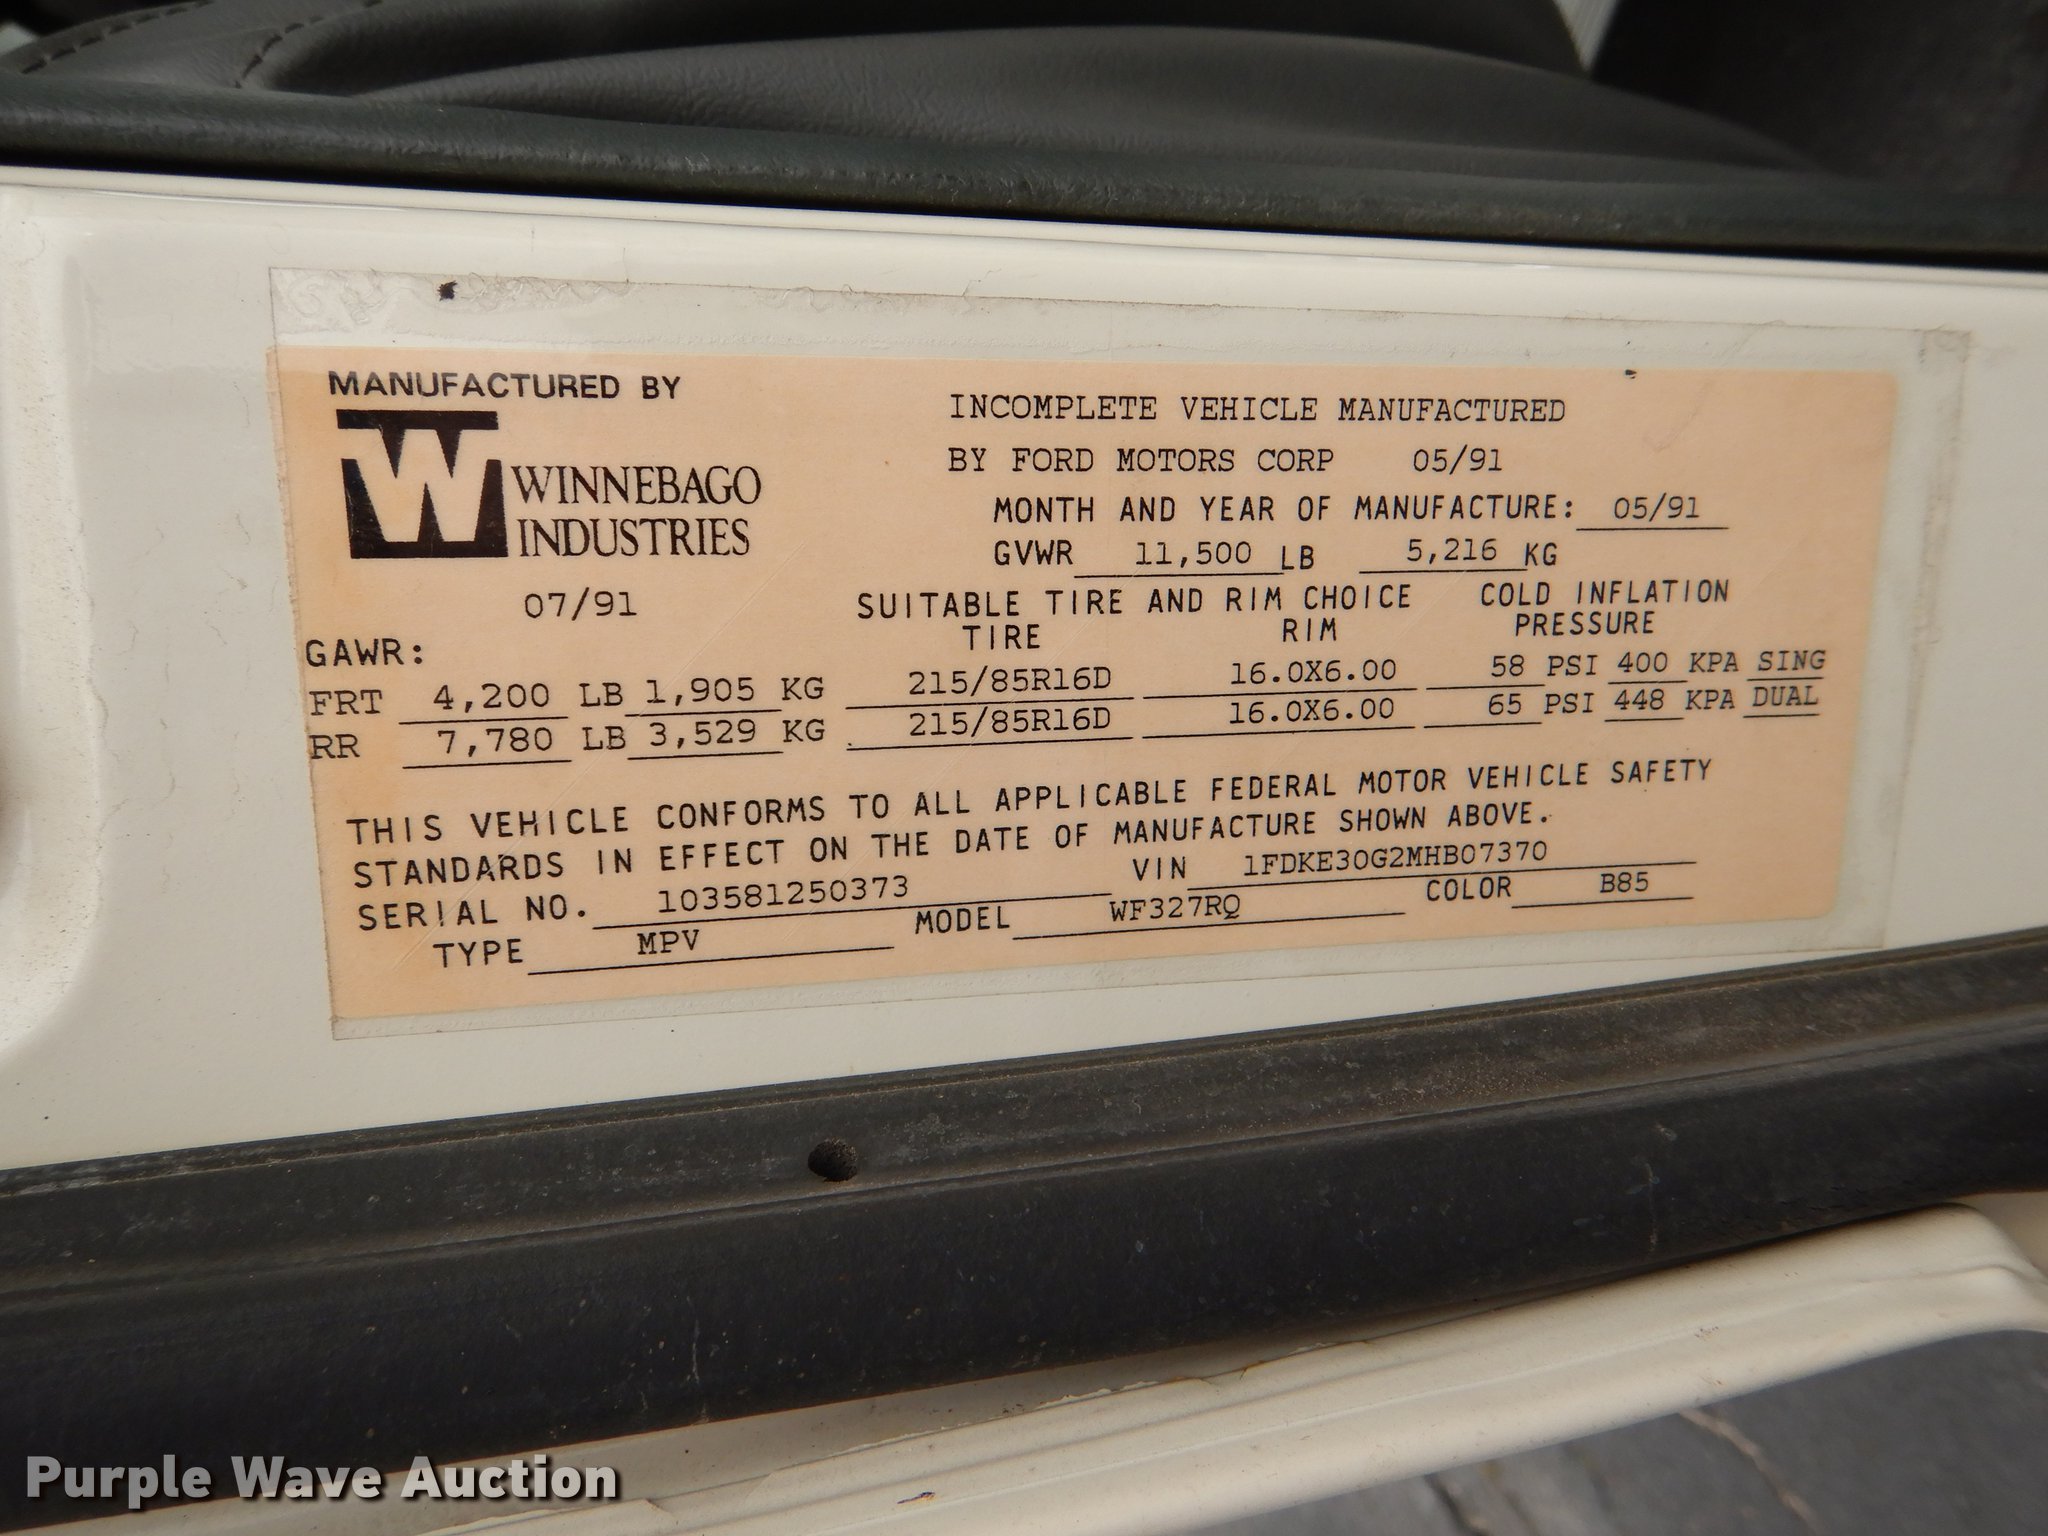 MANUFACTURED BY
W WINNEBAGO
INDUSTRIES
07/91
INCOMPLETE VEHICLE MANUFACTURED
BY FORD MOTORS CORP 05/91
MONTH AND YEAR OF MANUFACTURE: 05/91
GVWR 11,500 LB 5,216 KG
SUITABLE TIRE AND RIM CHOICE COLD INFLATION
TIRE RIM PRESSURE
GAWR:
FRT 4,200 LB 1,905 KG 215/85R16D 16.0X6.00 58 PSI 400 KPA SING
RR 7,780 LB 3,529 KG 215/85R16D 16.0X6.00 65 PSI 448 KPA DUAL
THIS VEHICLE CONFORMS TO ALL APPLICABLE FEDERAL MOTOR VEHICLE SAFETY
STANDARDS IN EFFECT ON THE DATE OF MANUFACTURE SHOWN ABOVE.
SERIAL NO. 103581250373 VIN 1FDKE30G2MHB07370
TYPE MPV MODEL WF327RQ COLOR B85
Purple Wave Auction